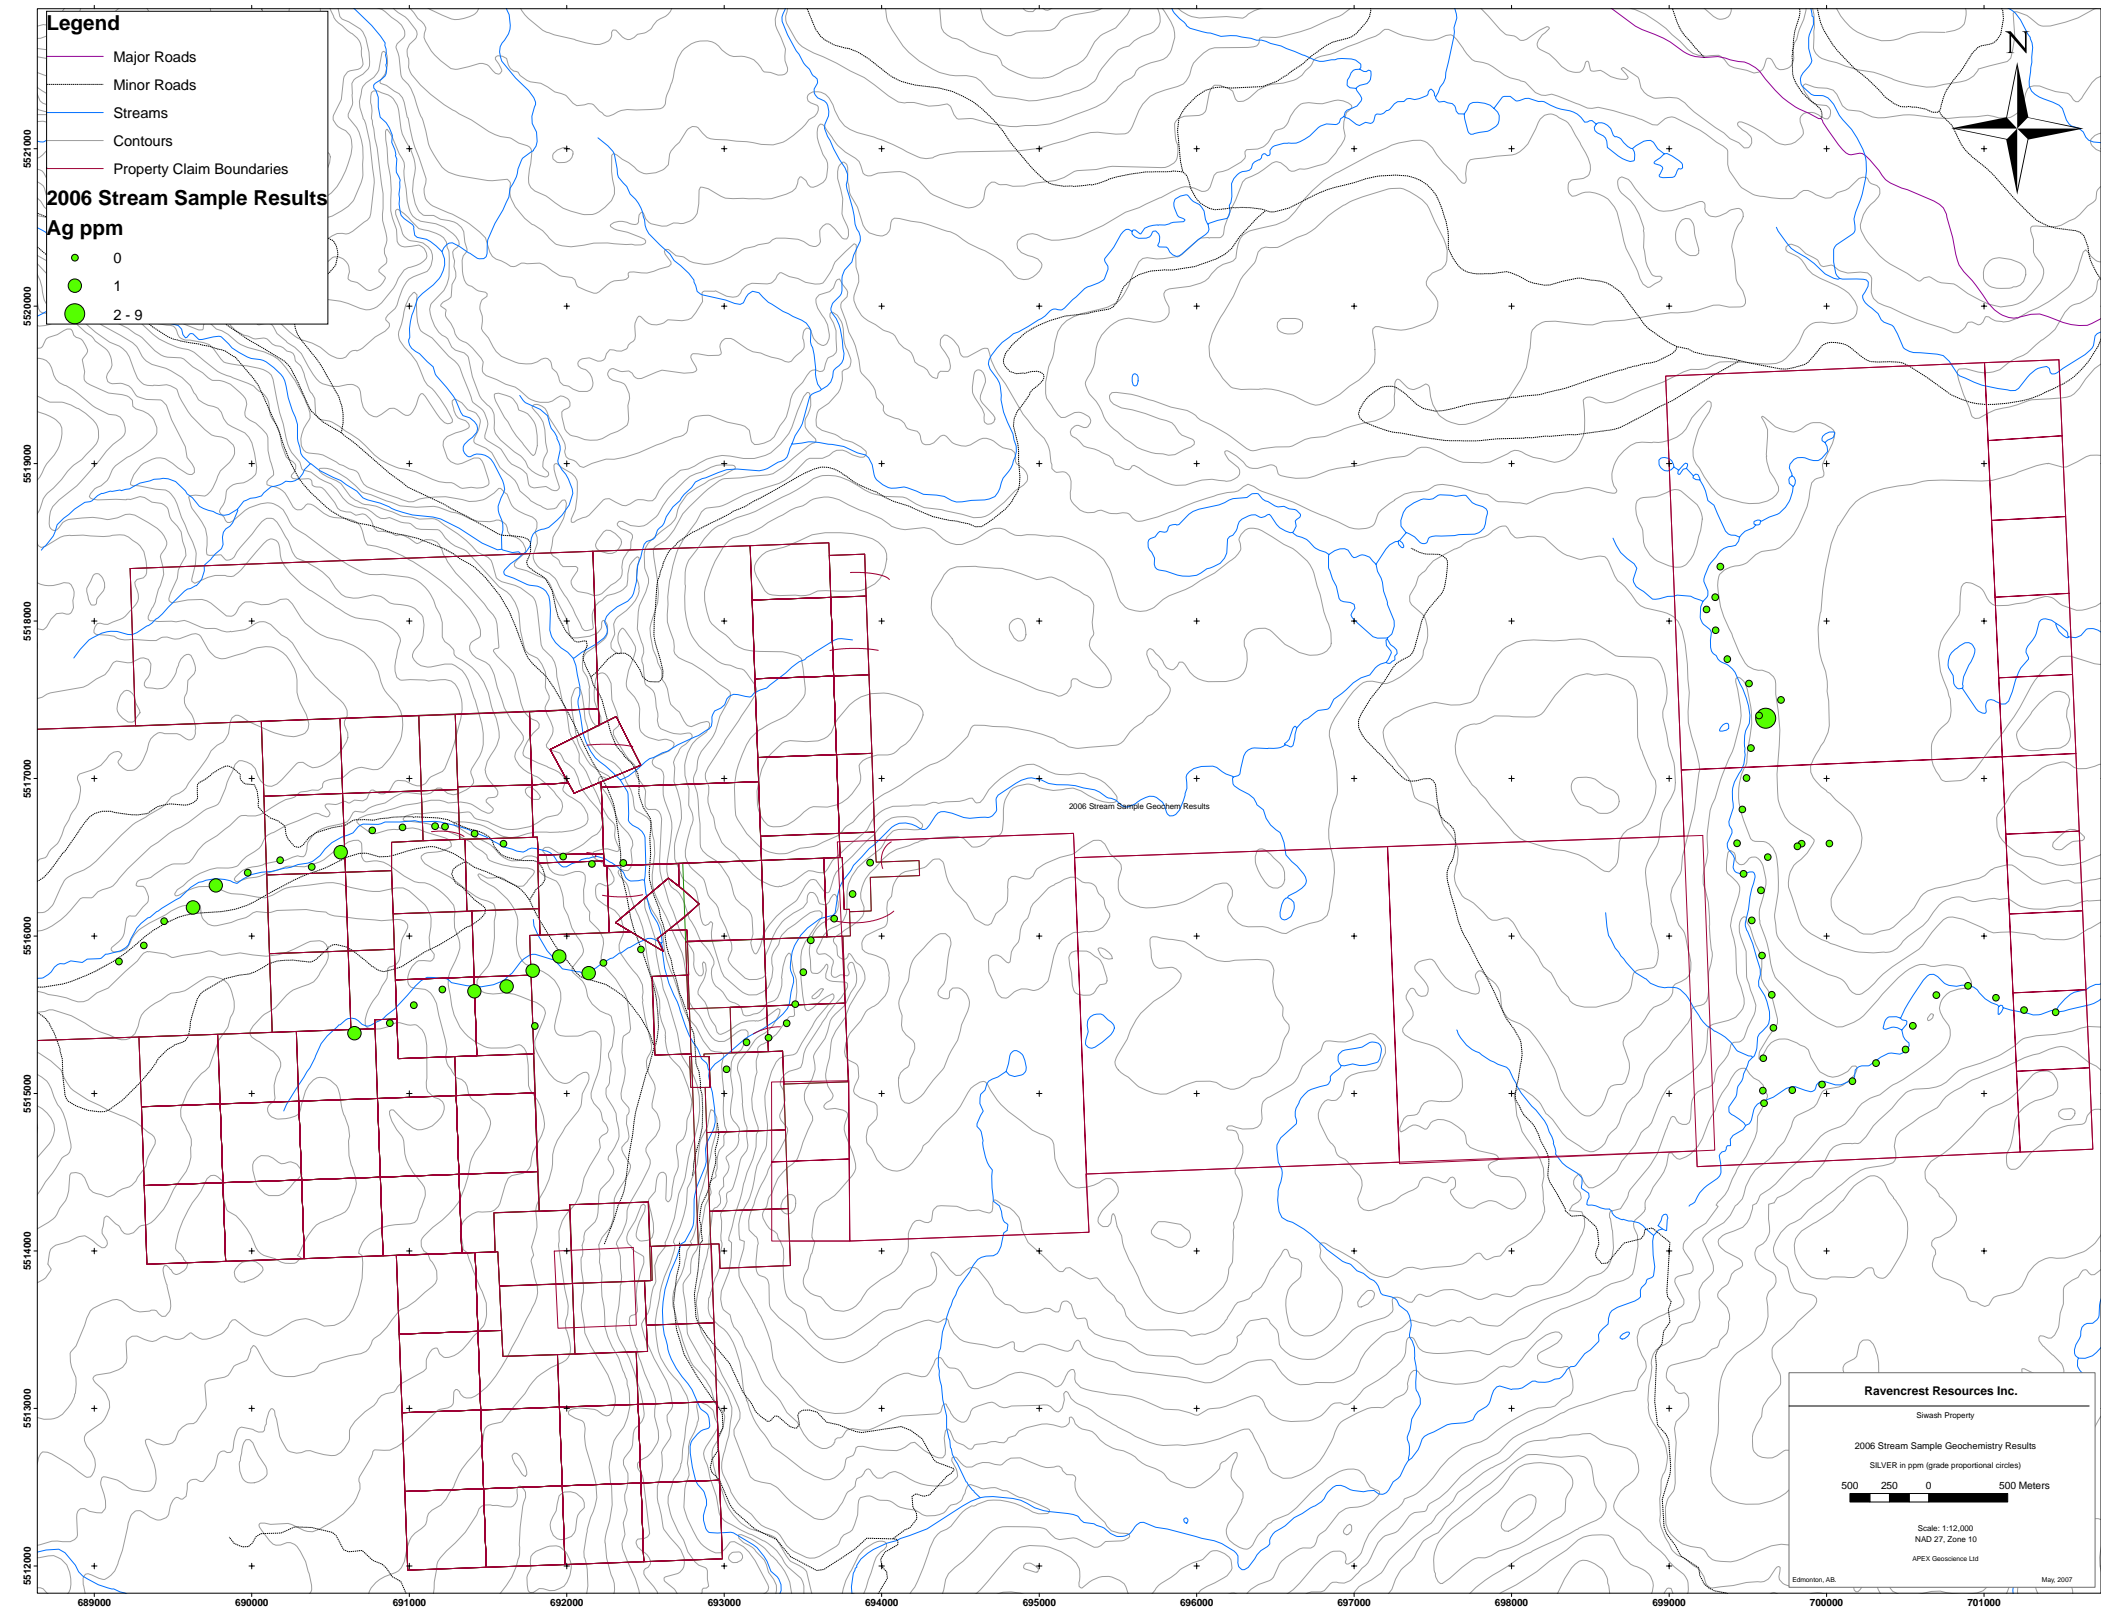 Legend
Major Roads
Minor Roads
Streams
Contours
Property Claim Boundaries
2006 Stream Sample Results
Ag ppm
0
1
2 - 9
N
5521000
5520000
5519000
5518000
5517000
5516000
5515000
5514000
5513000
5512000
2006 Stream Sample Geochem Results
Ravencrest Resources Inc.
Siwash Property
2006 Stream Sample Geochemistry Results
SILVER in ppm (grade proportional circles)
500 250 0 500 Meters
Scale: 1:12,000
NAD 27, Zone 10
APEX Geoscience Ltd
Edmonton, AB. May, 2007
689000 690000 691000 692000 693000 694000 695000 696000 697000 698000 699000 700000 701000